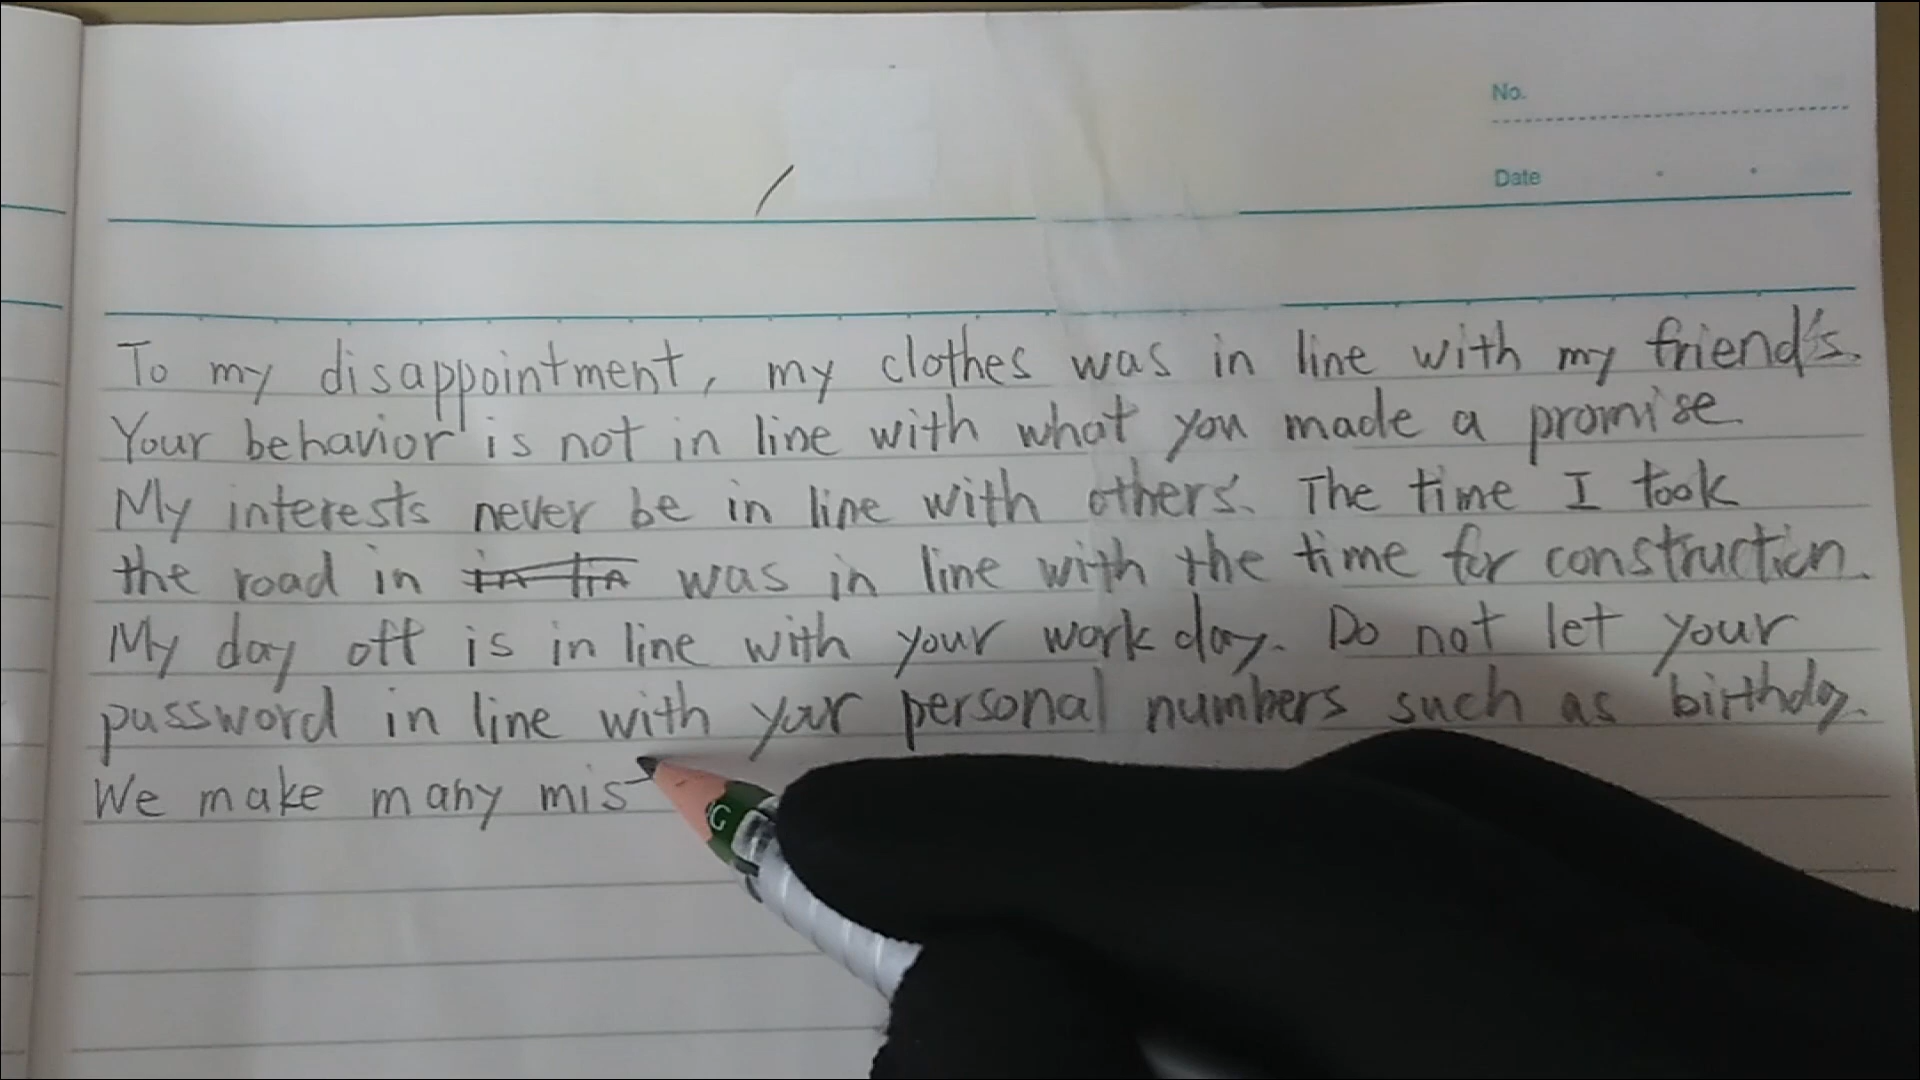 No.
Date
To my disappointment, my clothes was in line with my friend's.
Your behavior is not in line with what you made a promise.
My interests never be in line with others'. The time I took
the road in was in line with the time for construction.
My day off is in line with your work day. Do not let your
password in line with your personal numbers such as birthday.
We make many mist